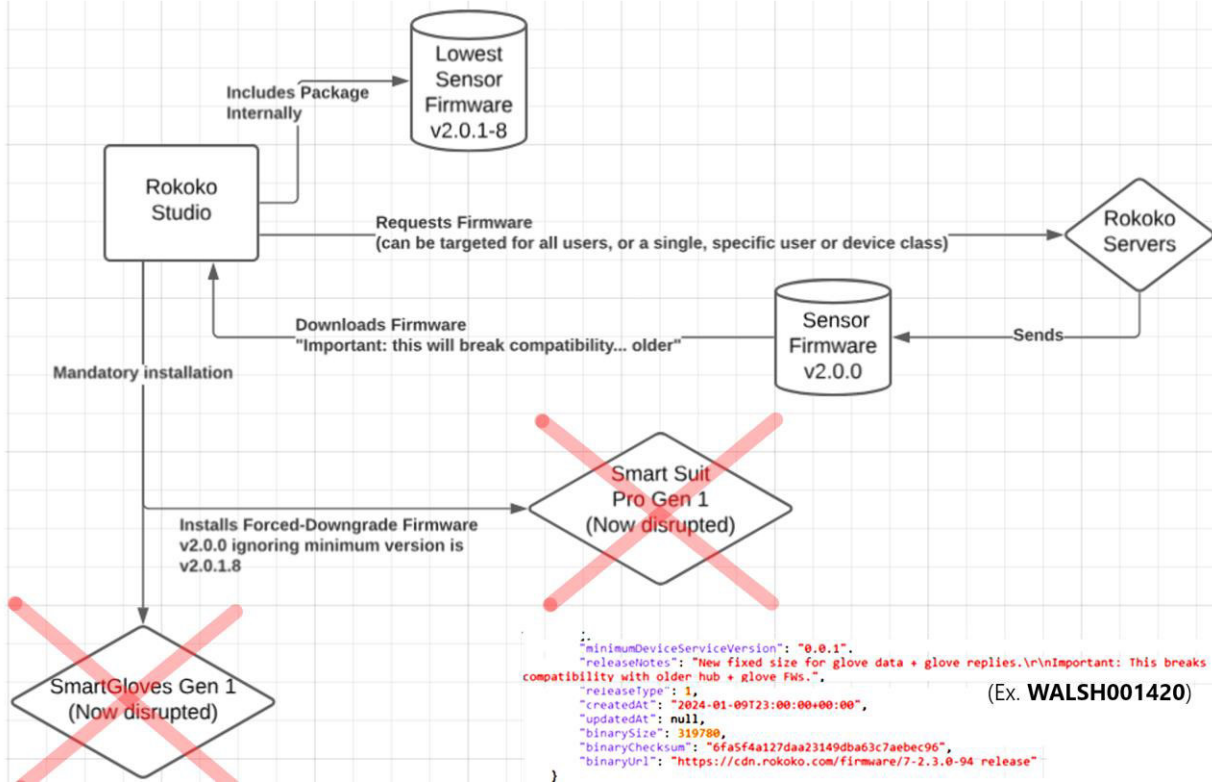 Lowest
Sensor
Firmware
v2.0.1-8
Includes Package
Internally
Rokoko
Studio
Requests Firmware
(can be targeted for all users, or a single, specific user or device class)
Rokoko
Servers
Downloads Firmware
"Important: this will break compatibility... older"
Sensor
Firmware
v2.0.0
Sends
Mandatory installation
Smart Suit
Pro Gen 1
(Now disrupted)
Installs Forced-Downgrade Firmware
v2.0.0 ignoring minimum version is
v2.0.1.8
SmartGloves Gen 1
(Now disrupted)
"minimumDeviceServiceVersion": "0.0.1".
"releaseNotes": "New fixed size for glove data + glove replies.\r\nImportant: This breaks
compatibility with older hub + glove FWs.",
"releaseType": 1,
"createdAt": "2024-01-09T23:00:00+00:00",
"updatedAt": null,
"binarySize": 319780,
"binaryChecksum": "6fa5f4a127daa23149dba63c7aebec96",
"binaryUrl": "https://cdn.rokoko.com/firmware/7-2.3.0-94 release"
}
(Ex. WALSH001420)